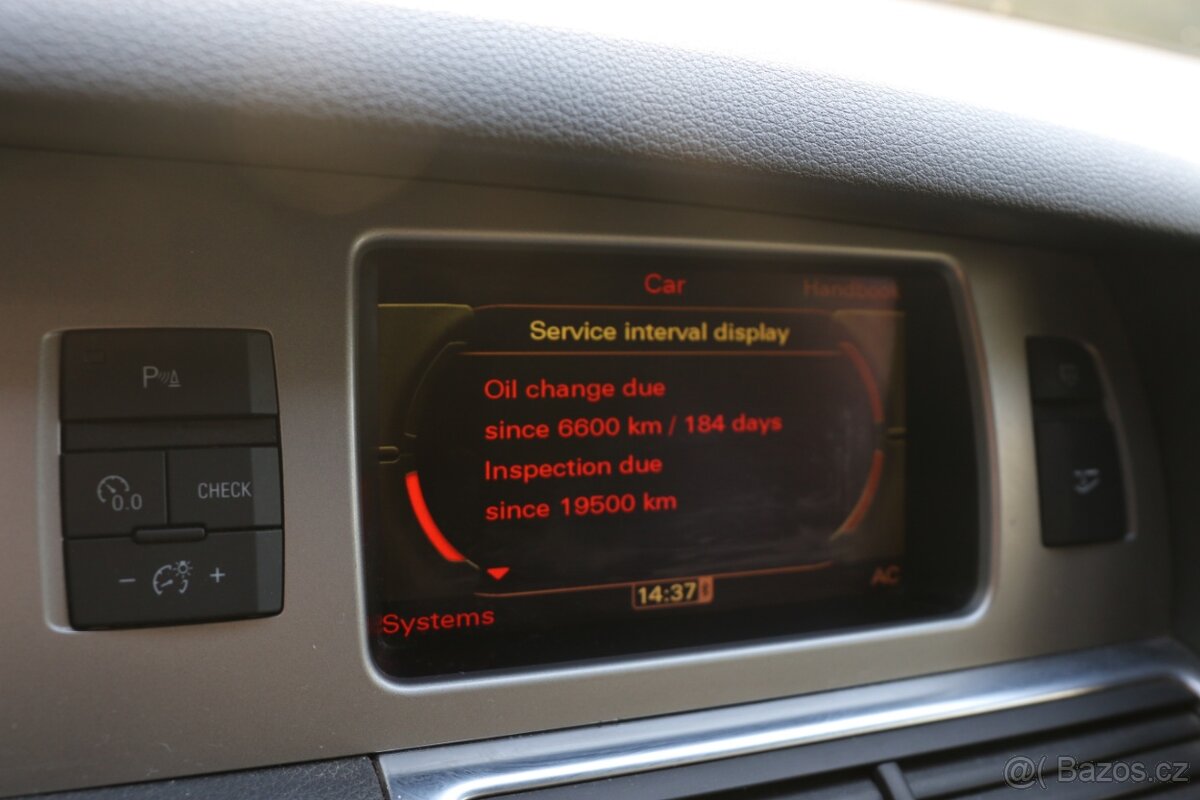 Car
Handbook
Service interval display
Oil change due
since 6600 km / 184 days
Inspection due
since 19500 km
14:37
AC
Systems
P
0.0
CHECK
- +
@( Bazos.cz